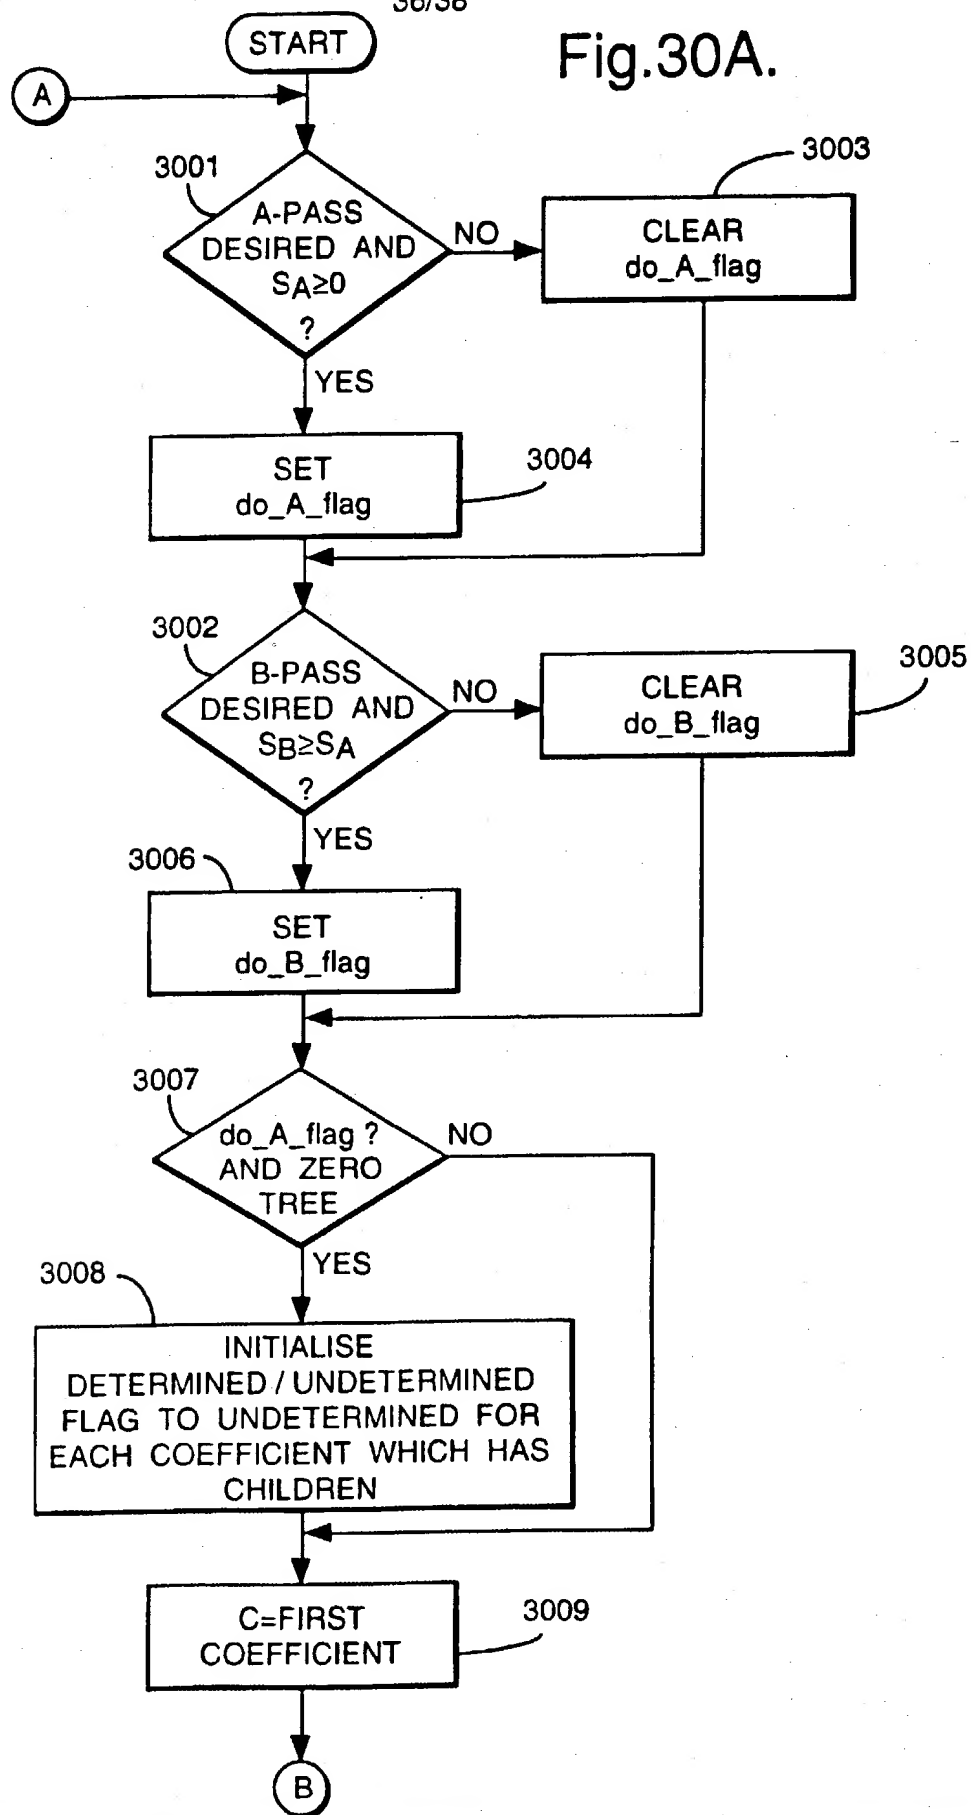 36/38
START
Fig.30A.
A
3001
3003
A-PASS
DESIRED AND
SA≥0
?
NO
CLEAR
do_A_flag
YES
SET
do_A_flag
3004
3002
B-PASS
DESIRED AND
SB≥SA
?
NO
CLEAR
do_B_flag
3005
YES
3006
SET
do_B_flag
3007
do_A_flag ?
AND ZERO
TREE
NO
YES
3008
INITIALISE
DETERMINED / UNDETERMINED
FLAG TO UNDETERMINED FOR
EACH COEFFICIENT WHICH HAS
CHILDREN
C=FIRST
COEFFICIENT
3009
B